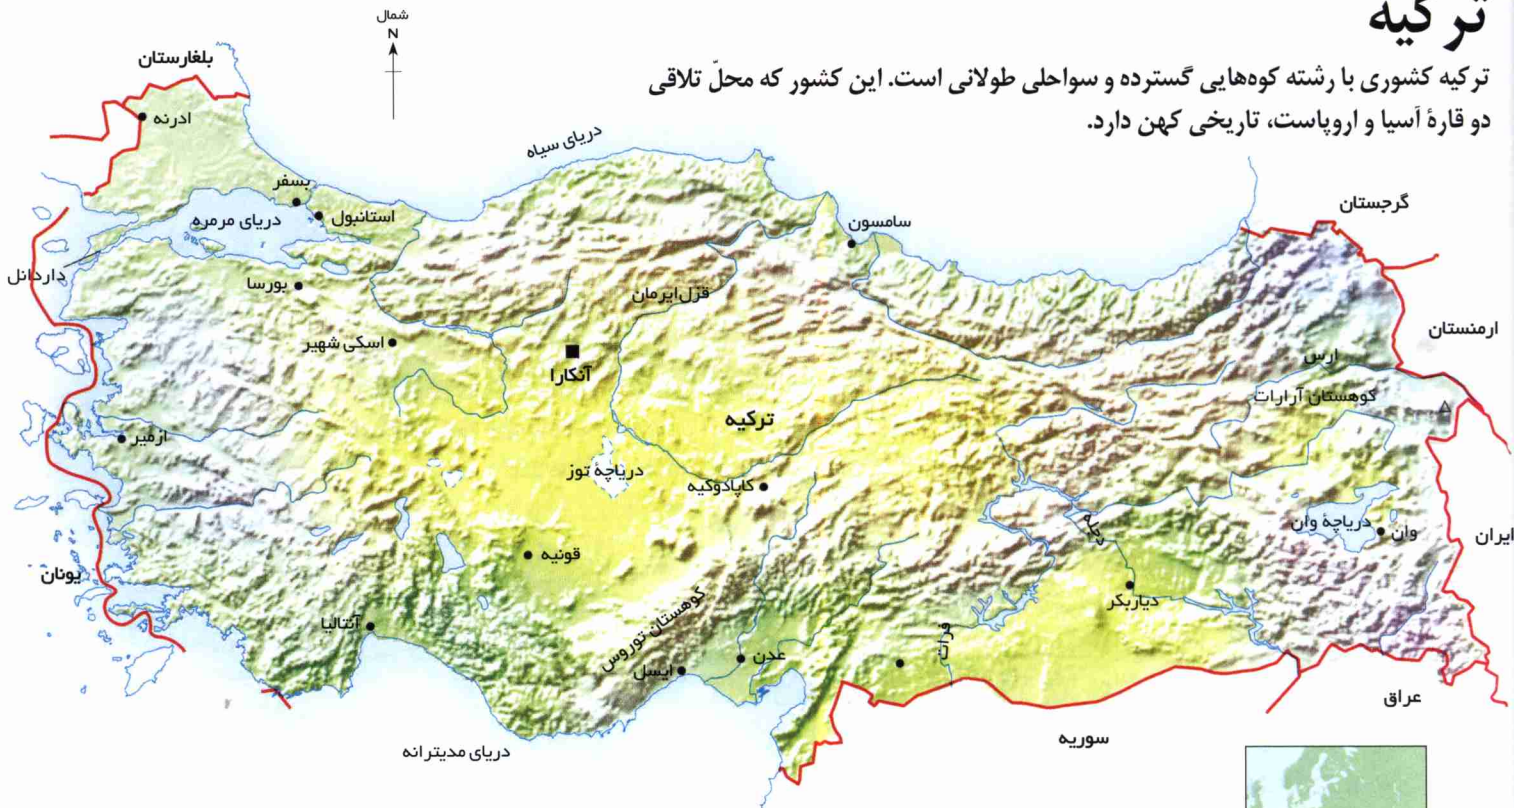 ترکیه
ترکیه کشوری با رشته کوه‌هایی گسترده و سواحلی طولانی است. این کشور که محلّ تلاقی
دو قارهٔ آسیا و اروپاست، تاریخی کهن دارد.
شمال
N
بلغارستان
ادرنه
دریای سیاه
بسفر
استانبول
دریای مرمره
سامسون
گرجستان
داردانل
بورسا
قزل‌ایرمان
ارمنستان
اسکی شهیر
آنکارا
ارس
کوهستان آرارات
ترکیه
ازمیر
دریاچهٔ توز
کاپادوکیه
دریاچهٔ وان
وان
ایران
دجله
قونیه
یونان
دیاربکر
کوهستان توروس
آنتالیا
فرات
عدن
ایسل
عراق
سوریه
دریای مدیترانه